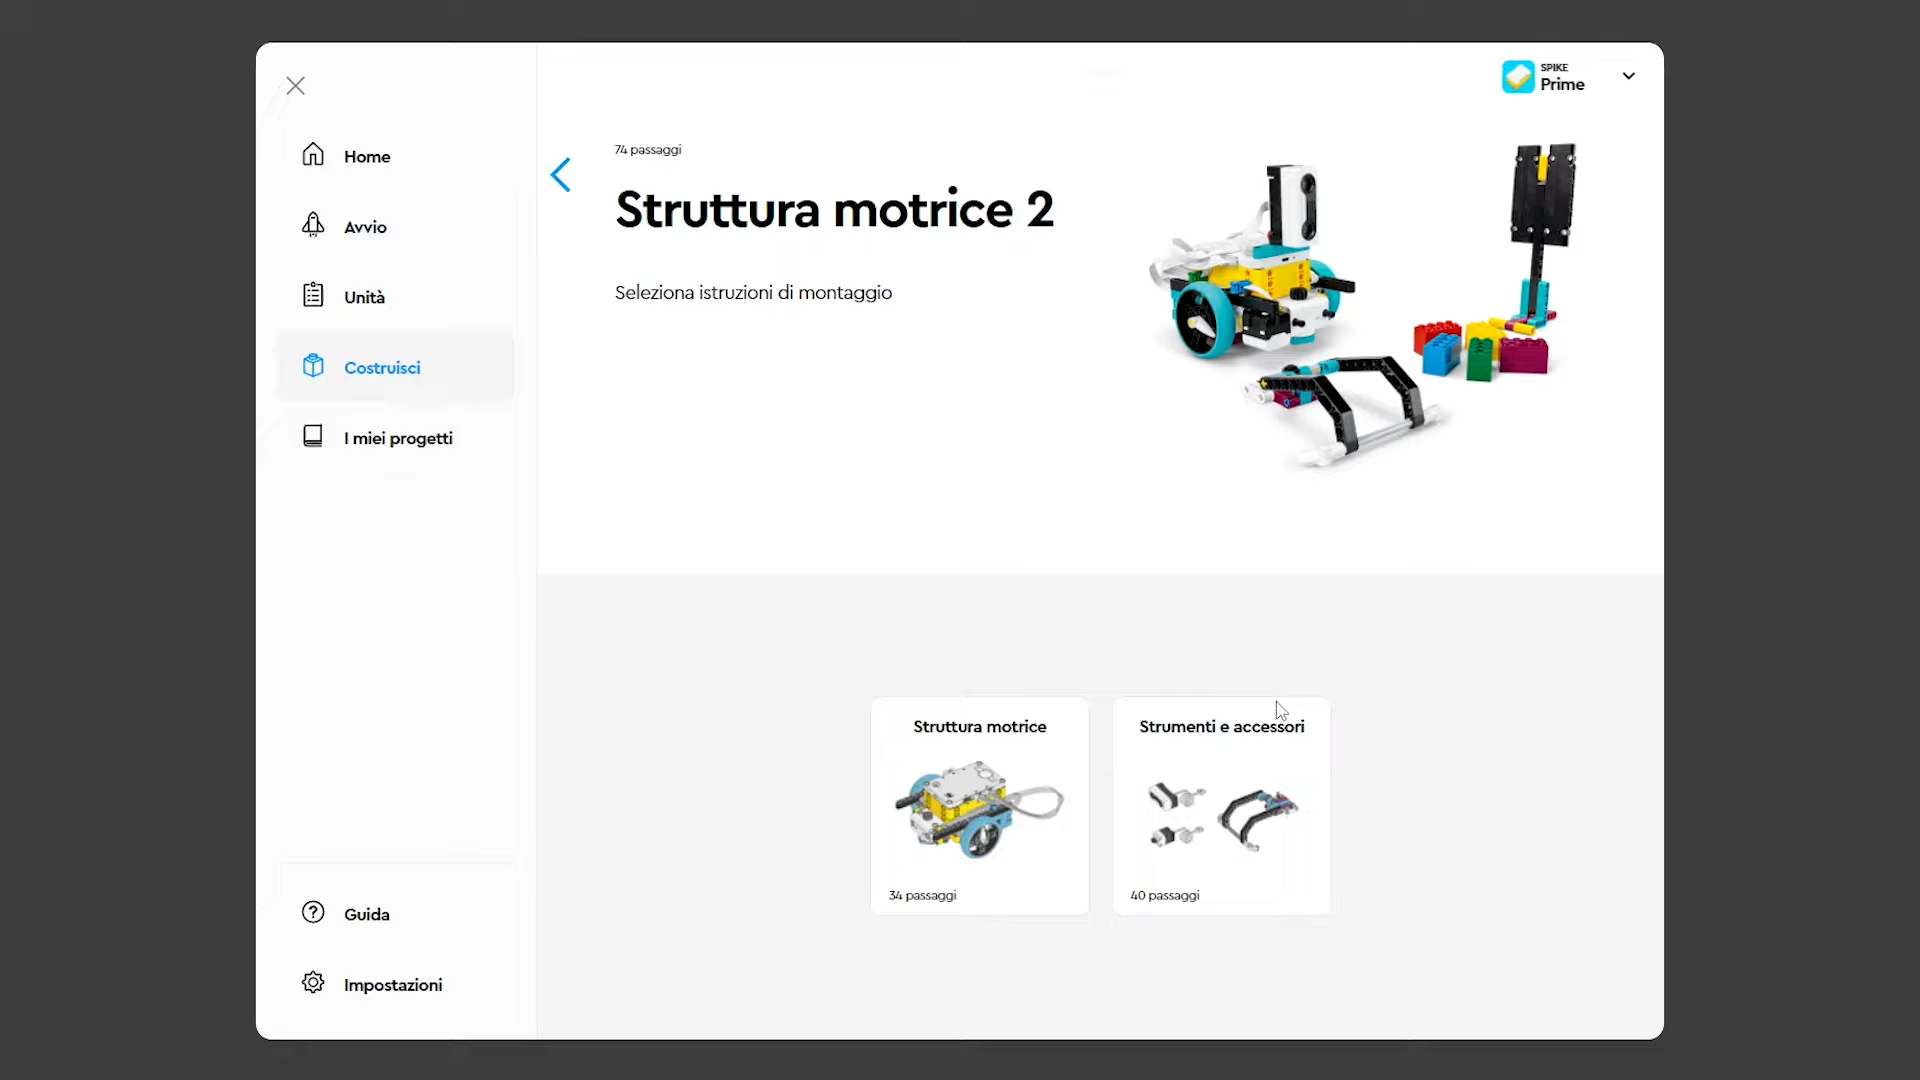 SPIKE
Prime
Home
Avvio
Unità
Costruisci
I miei progetti
Guida
Impostazioni
74 passaggi
Struttura motrice 2
Seleziona istruzioni di montaggio
Struttura motrice
34 passaggi
Strumenti e accessori
40 passaggi